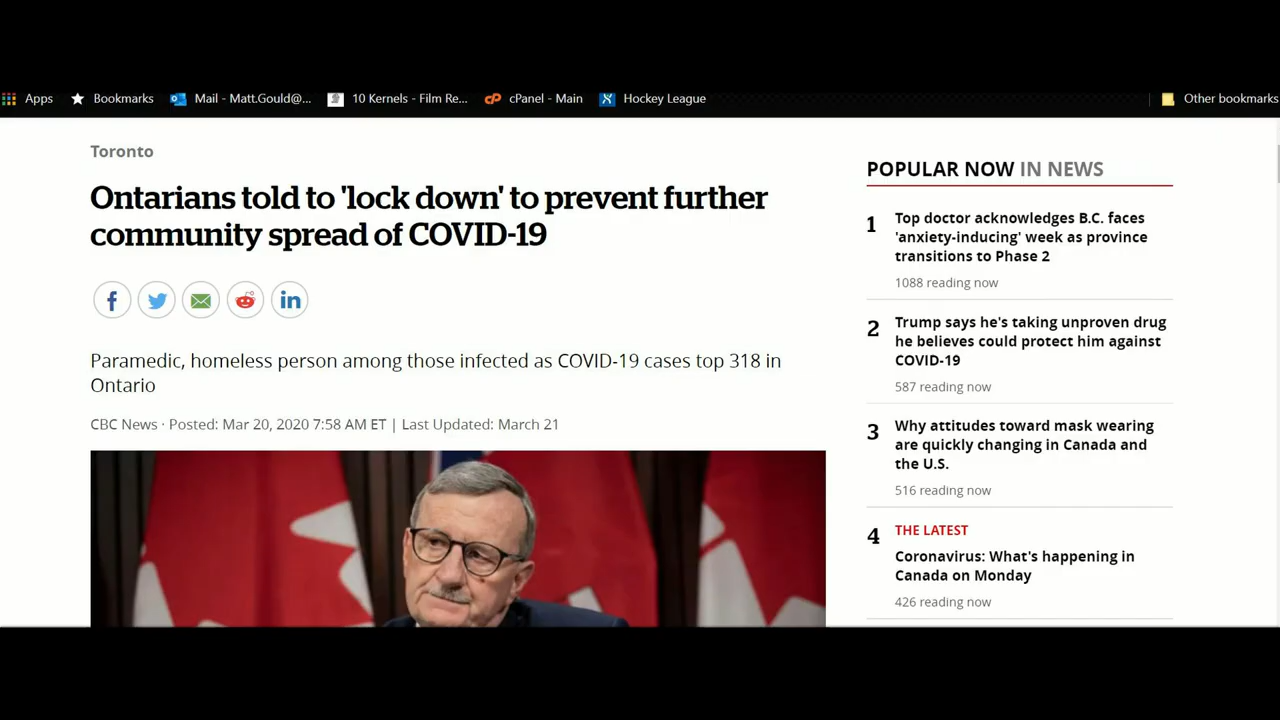 Apps Bookmarks Mail - Matt.Gould@... 10 Kernels - Film Re... cPanel - Main Hockey League Other bookmarks
Toronto
Ontarians told to 'lock down' to prevent further
community spread of COVID-19
Paramedic, homeless person among those infected as COVID-19 cases top 318 in
Ontario
CBC News · Posted: Mar 20, 2020 7:58 AM ET | Last Updated: March 21
POPULAR NOW IN NEWS
1
Top doctor acknowledges B.C. faces
'anxiety-inducing' week as province
transitions to Phase 2
1088 reading now
2
Trump says he's taking unproven drug
he believes could protect him against
COVID-19
587 reading now
3
Why attitudes toward mask wearing
are quickly changing in Canada and
the U.S.
516 reading now
4
THE LATEST
Coronavirus: What's happening in
Canada on Monday
426 reading now